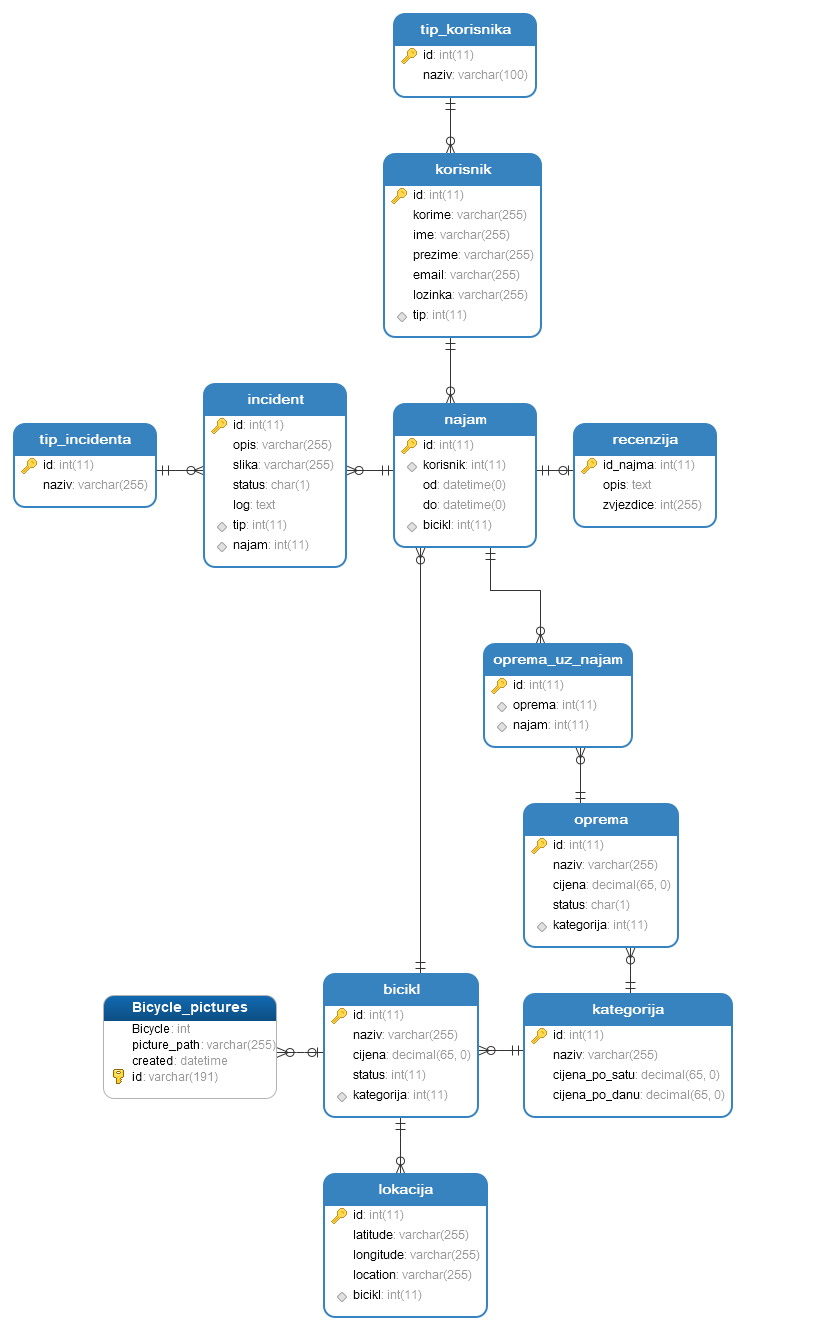 tip_korisnika
id: int(11)
naziv: varchar(100)
korisnik
id: int(11)
korime: varchar(255)
ime: varchar(255)
prezime: varchar(255)
email: varchar(255)
lozinka: varchar(255)
tip: int(11)
tip_incidenta
id: int(11)
naziv: varchar(255)
incident
id: int(11)
opis: varchar(255)
slika: varchar(255)
status: char(1)
log: text
tip: int(11)
najam: int(11)
najam
id: int(11)
korisnik: int(11)
od: datetime(0)
do: datetime(0)
bicikl: int(11)
recenzija
id_najma: int(11)
opis: text
zvjezdice: int(255)
oprema_uz_najam
id: int(11)
oprema: int(11)
najam: int(11)
oprema
id: int(11)
naziv: varchar(255)
cijena: decimal(65, 0)
status: char(1)
kategorija: int(11)
Bicycle_pictures
Bicycle: int
picture_path: varchar(255)
created: datetime
id: varchar(191)
bicikl
id: int(11)
naziv: varchar(255)
cijena: decimal(65, 0)
status: int(11)
kategorija: int(11)
kategorija
id: int(11)
naziv: varchar(255)
cijena_po_satu: decimal(65, 0)
cijena_po_danu: decimal(65, 0)
lokacija
id: int(11)
latitude: varchar(255)
longitude: varchar(255)
location: varchar(255)
bicikl: int(11)